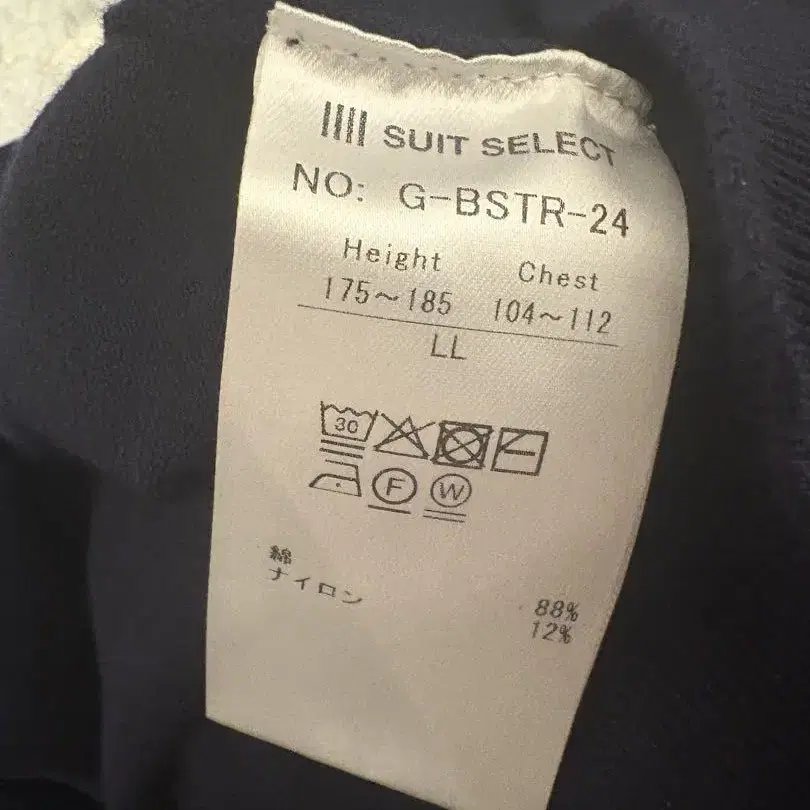 SUIT SELECT
NO: G-BSTR-24
Height Chest
175～185 104～112
LL
30
F W
綿 88%
ナイロン 12%